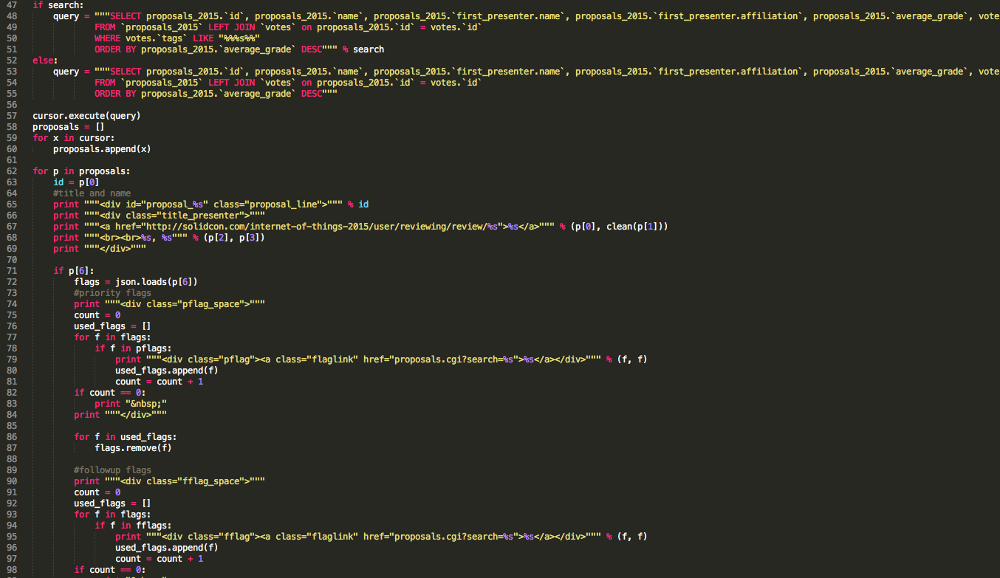 47 if search:
48 query = """SELECT proposals_2015.`id`, proposals_2015.`name`, proposals_2015.`first_presenter.name`, proposals_2015.`first_presenter.affiliation`, proposals_2015.`average_grade`, vote
49 FROM `proposals_2015` LEFT JOIN `votes` on proposals_2015.`id` = votes.`id`
50 WHERE votes.`tags` LIKE "%%%s%%"
51 ORDER BY proposals_2015.`average_grade` DESC""" % search
52 else:
53 query = """SELECT proposals_2015.`id`, proposals_2015.`name`, proposals_2015.`first_presenter.name`, proposals_2015.`first_presenter.affiliation`, proposals_2015.`average_grade`, vote
54 FROM `proposals_2015` LEFT JOIN `votes` on proposals_2015.`id` = votes.`id`
55 ORDER BY proposals_2015.`average_grade` DESC"""
56
57 cursor.execute(query)
58 proposals = []
59 for x in cursor:
60 proposals.append(x)
61
62 for p in proposals:
63 id = p[0]
64 #title and name
65 print """<div id="proposal_%s" class="proposal_line">""" % id
66 print """<div class="title_presenter">"""
67 print """<a href="http://solidcon.com/internet-of-things-2015/user/reviewing/review/%s">%s</a>""" % (p[0], clean(p[1]))
68 print """<br><br>%s, %s""" % (p[2], p[3])
69 print """</div>"""
70
71 if p[6]:
72 flags = json.loads(p[6])
73 #priority flags
74 print """<div class="pflag_space">"""
75 count = 0
76 used_flags = []
77 for f in flags:
78 if f in pflags:
79 print """<div class="pflag"><a class="flaglink" href="proposals.cgi?search=%s">%s</a></div>""" % (f, f)
80 used_flags.append(f)
81 count = count + 1
82 if count == 0:
83 print "&nbsp;"
84 print """</div>"""
85
86 for f in used_flags:
87 flags.remove(f)
88
89 #followup flags
90 print """<div class="fflag_space">"""
91 count = 0
92 used_flags = []
93 for f in flags:
94 if f in fflags:
95 print """<div class="fflag"><a class="flaglink" href="proposals.cgi?search=%s">%s</a></div>""" % (f, f)
96 used_flags.append(f)
97 count = count + 1
98 if count == 0: